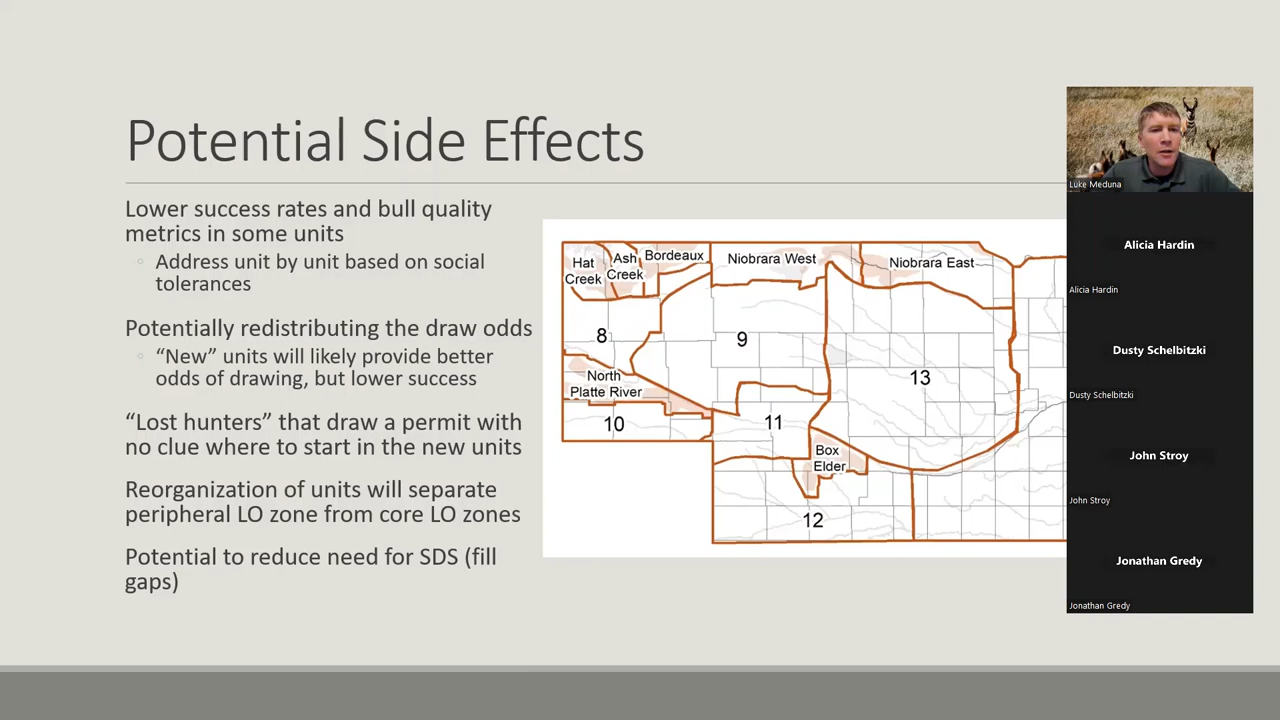 Potential Side Effects
Lower success rates and bull quality
metrics in some units
Address unit by unit based on social
tolerances
Potentially redistributing the draw odds
“New” units will likely provide better
odds of drawing, but lower success
“Lost hunters” that draw a permit with
no clue where to start in the new units
Reorganization of units will separate
peripheral LO zone from core LO zones
Potential to reduce need for SDS (fill
gaps)
Hat
Creek
Ash
Creek
Bordeaux
Niobrara West
Niobrara East
8
9
13
North
Platte River
10
11
Box
Elder
12
Luke Meduna
Alicia Hardin
Alicia Hardin
Dusty Schelbitzki
Dusty Schelbitzki
John Stroy
John Stroy
Jonathan Gredy
Jonathan Gredy